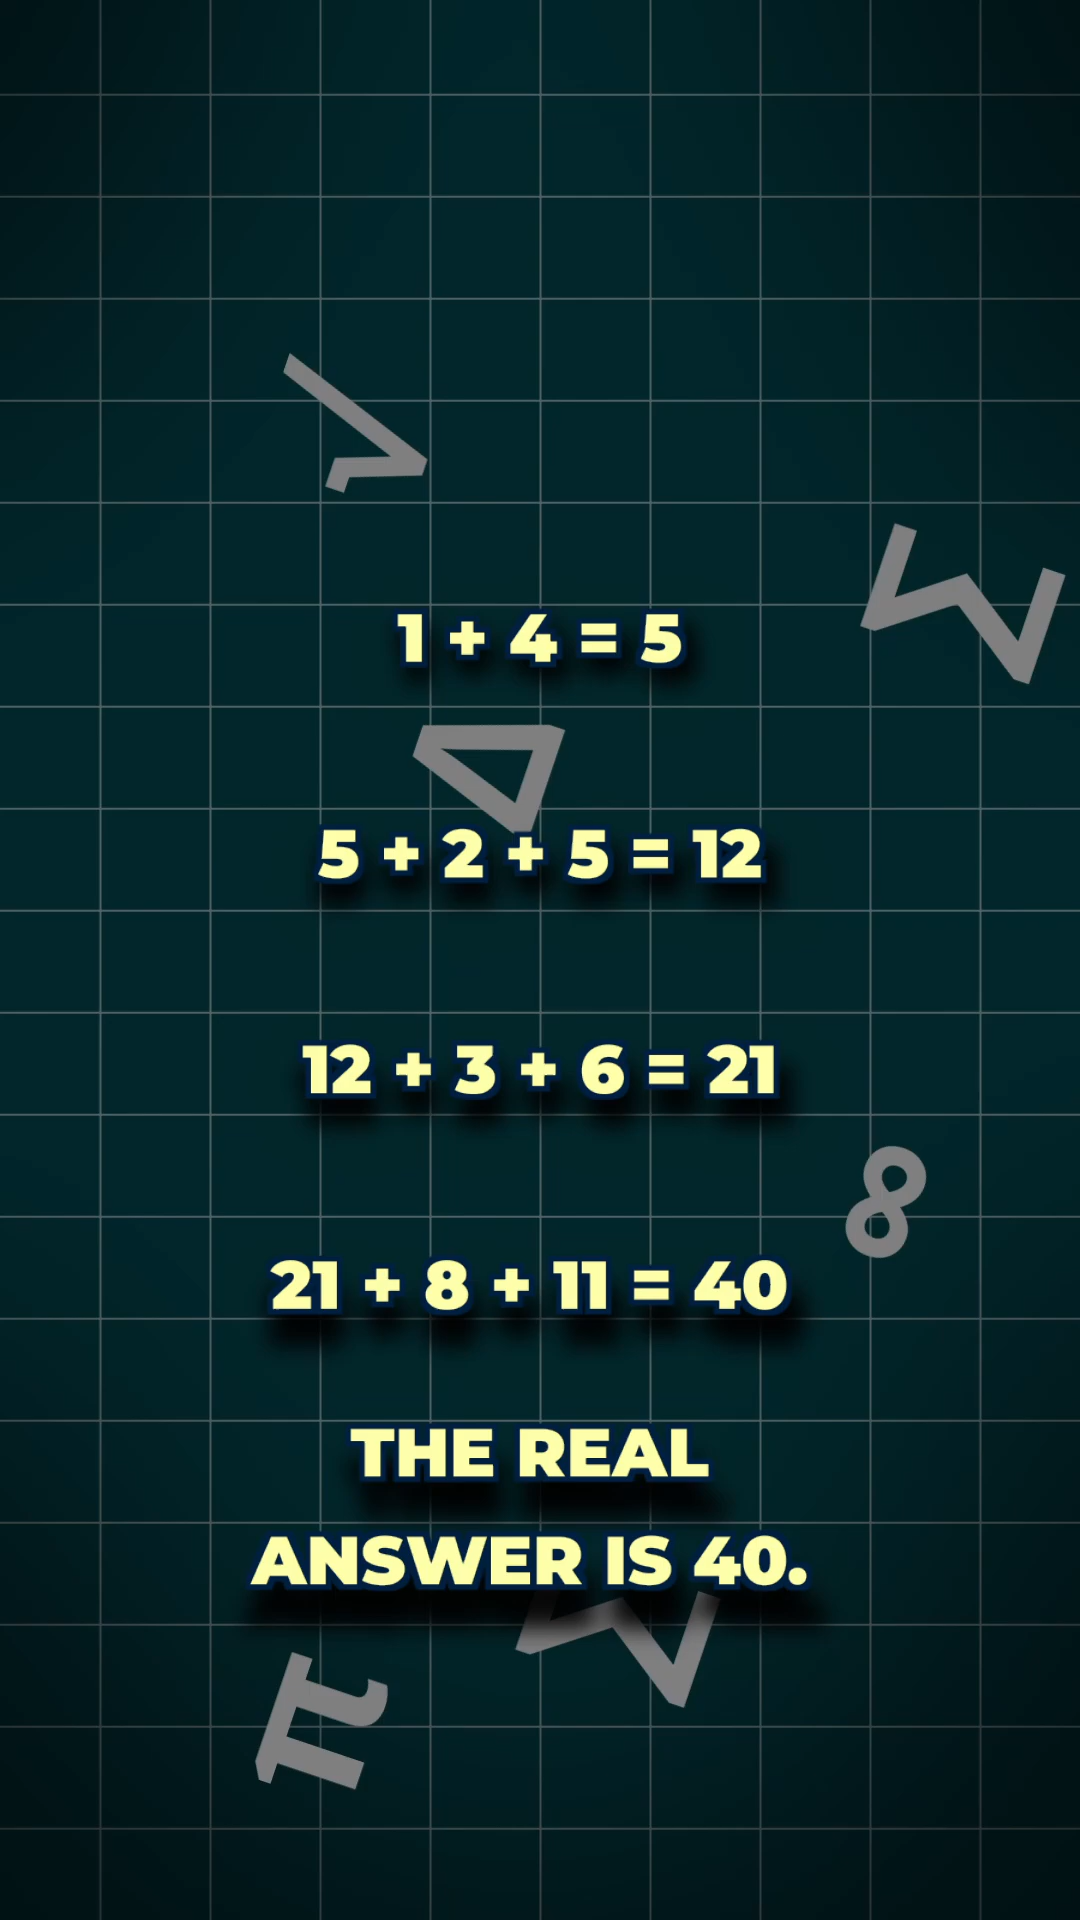 √
Σ
1 + 4 = 5
Δ
5 + 2 + 5 = 12
12 + 3 + 6 = 21
∞
21 + 8 + 11 = 40
THE REAL
ANSWER IS 40.
Σ
π